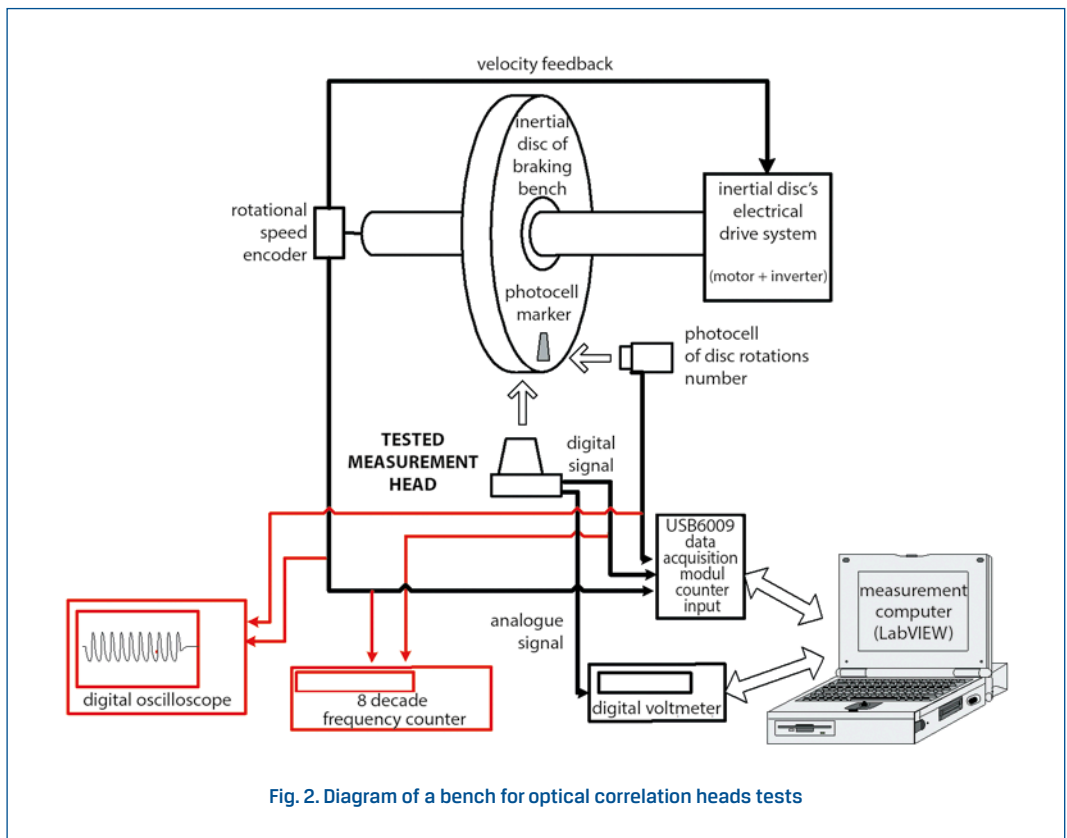 velocity feedback
inertial
disc of
braking
bench
inertial disc's
electrical
drive system
(motor + inverter)
rotational
speed
encoder
photocell
marker
photocell
of disc rotations
number
TESTED
MEASUREMENT
HEAD
digital
signal
USB6009
data
acquisition
modul
counter
input
measurement
computer
(LabVIEW)
analogue
signal
digital oscilloscope
8 decade
frequency counter
digital voltmeter
Fig. 2. Diagram of a bench for optical correlation heads tests